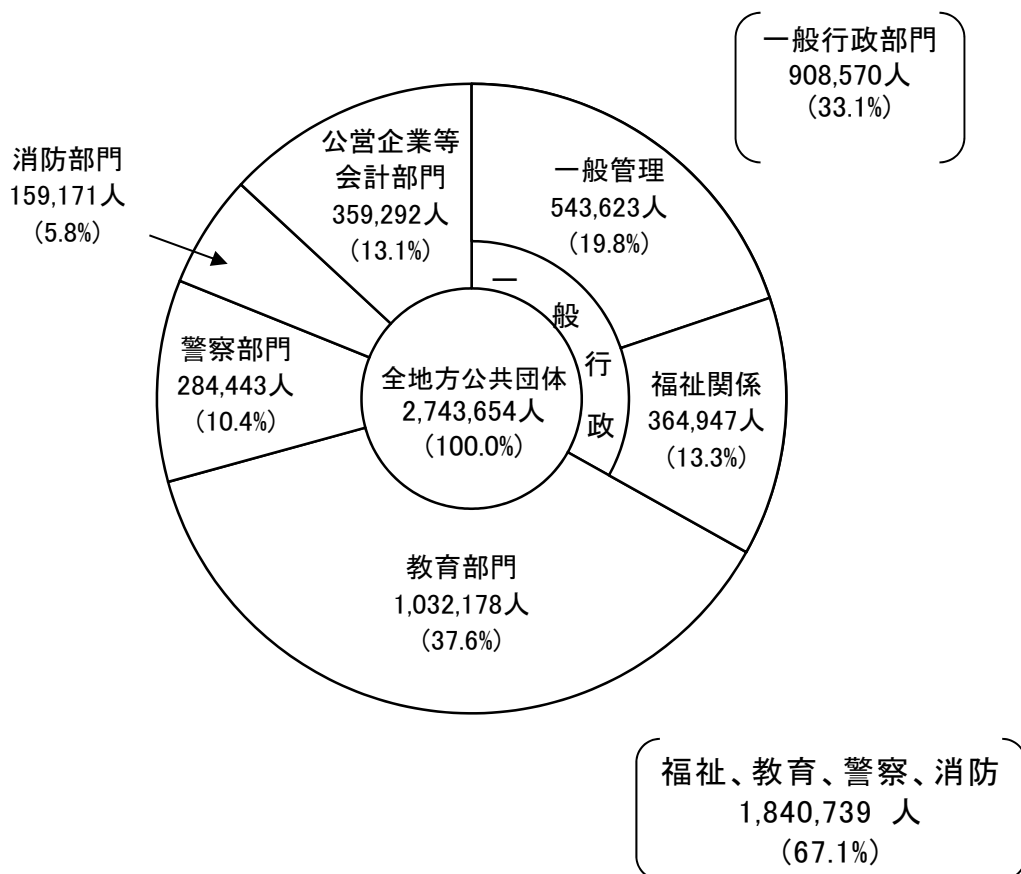 一般行政部門
908,570人
(33.1%)
公営企業等
会計部門
359,292人
(13.1%)
消防部門
159,171人
(5.8%)
一般管理
543,623人
(19.8%)
一
般
行
政
警察部門
284,443人
(10.4%)
全地方公共団体
2,743,654人
(100.0%)
福祉関係
364,947人
(13.3%)
教育部門
1,032,178人
(37.6%)
福祉、教育、警察、消防
1,840,739 人
(67.1%)